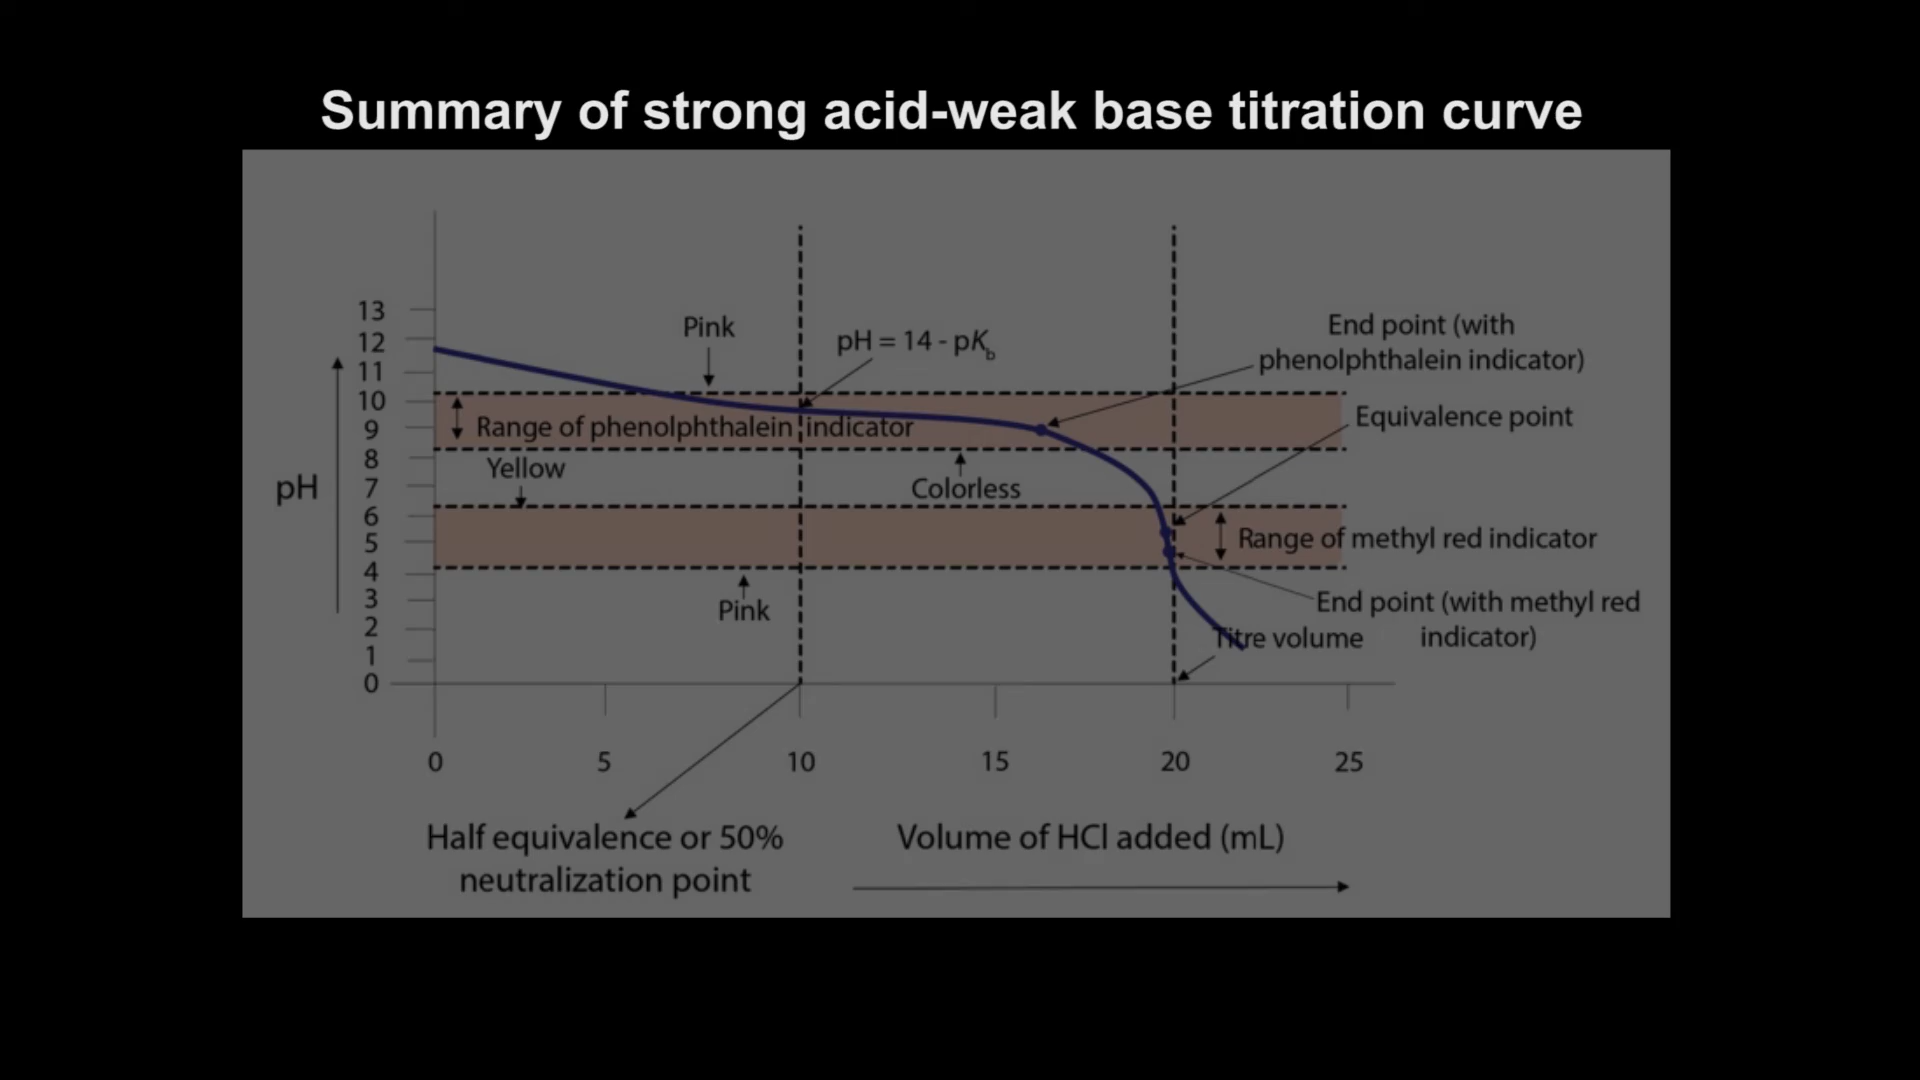 Summary of strong acid-weak base titration curve
13
12
11
10
9
8
7
6
5
4
3
2
1
0
pH
Pink
pH = 14 - pKb
End point (with
phenolphthalein indicator)
Equivalence point
Range of phenolphthalein indicator
Yellow
Colorless
Range of methyl red indicator
Pink
End point (with methyl red
indicator)
Titre volume
0 5 10 15 20 25
Half equivalence or 50%
neutralization point
Volume of HCl added (mL)